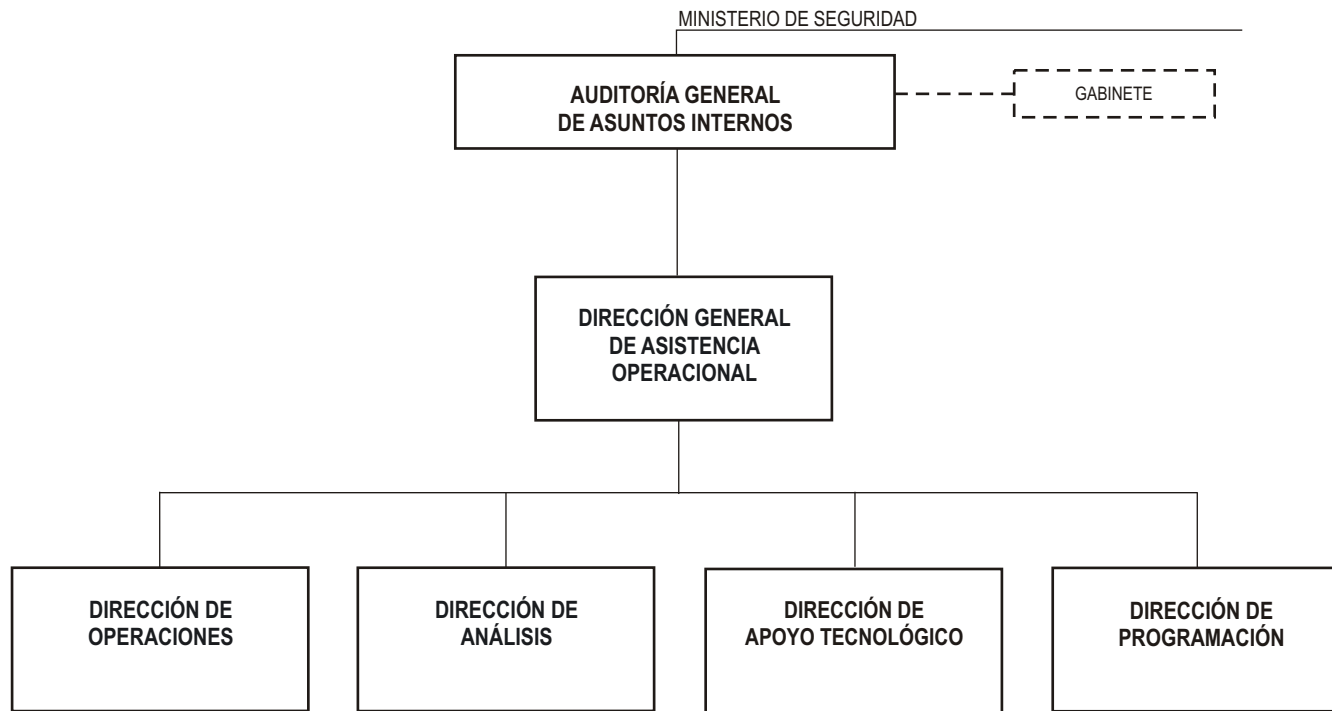 MINISTERIO DE SEGURIDAD
AUDITORÍA GENERAL
DE ASUNTOS INTERNOS
GABINETE
DIRECCIÓN GENERAL
DE ASISTENCIA
OPERACIONAL
DIRECCIÓN DE
OPERACIONES
DIRECCIÓN DE
ANÁLISIS
DIRECCIÓN DE
APOYO TECNOLÓGICO
DIRECCIÓN DE
PROGRAMACIÓN